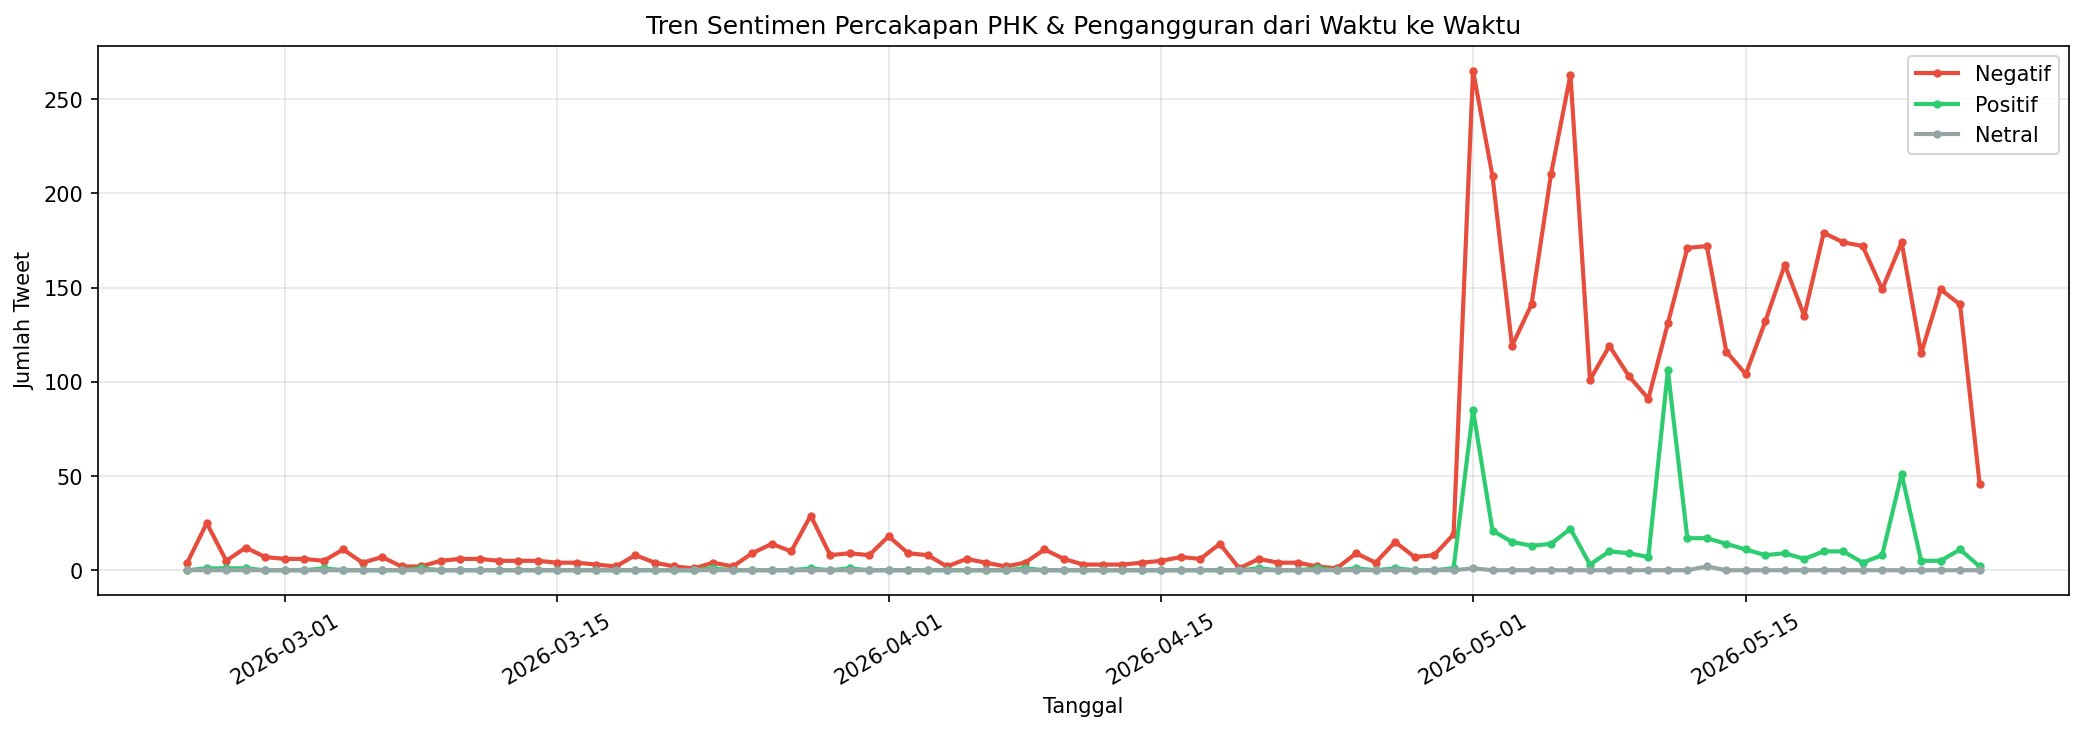 Tren Sentimen Percakapan PHK & Pengangguran dari Waktu ke Waktu
Negatif
Positif
Netral
Jumlah Tweet
250
200
150
100
50
0
2026-03-01
2026-03-15
2026-04-01
2026-04-15
2026-05-01
2026-05-15
Tanggal